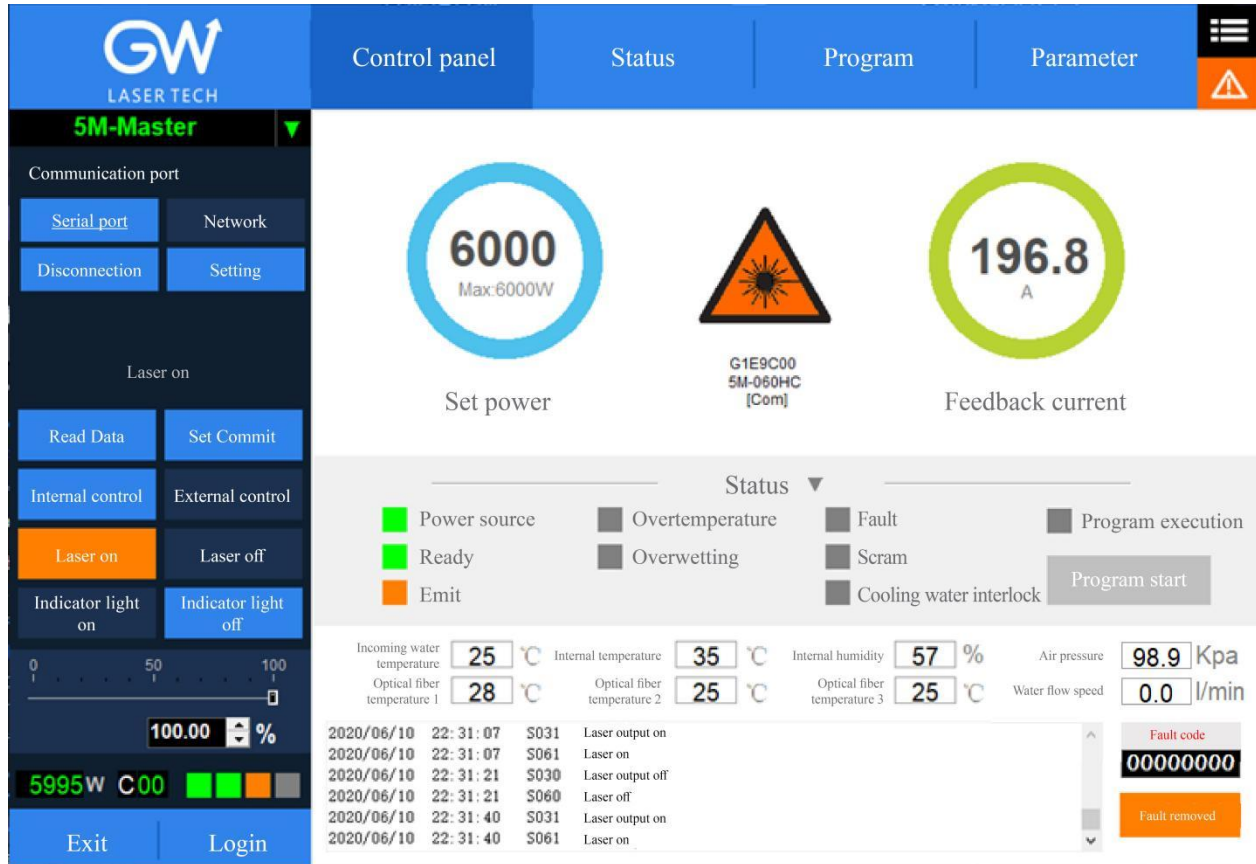 GW
LASER TECH
Control panel
Status
Program
Parameter
5M-Master
Communication port
Serial port
Network
Disconnection
Setting
Laser on
Read Data
Set Commit
Internal control
External control
Laser on
Laser off
Indicator light
on
Indicator light
off
0 50 100
100.00 %
5995W C00
Exit
Login
6000
Max:6000W
Set power
G1E9C00
5M-060HC
[Com]
196.8
A
Feedback current
Status
Power source
Overtemperature
Fault
Program execution
Ready
Overwetting
Scram
Program start
Emit
Cooling water interlock
Incoming water
temperature
25 ℃
Internal temperature
35 ℃
Internal humidity
57 %
Air pressure
98.9 Kpa
Optical fiber
temperature 1
28 ℃
Optical fiber
temperature 2
25 ℃
Optical fiber
temperature 3
25 ℃
Water flow speed
0.0 l/min
2020/06/10 22:31:07 S031 Laser output on
2020/06/10 22:31:07 S061 Laser on
2020/06/10 22:31:21 S030 Laser output off
2020/06/10 22:31:21 S060 Laser off
2020/06/10 22:31:40 S031 Laser output on
2020/06/10 22:31:40 S061 Laser on
Fault code
00000000
Fault removed